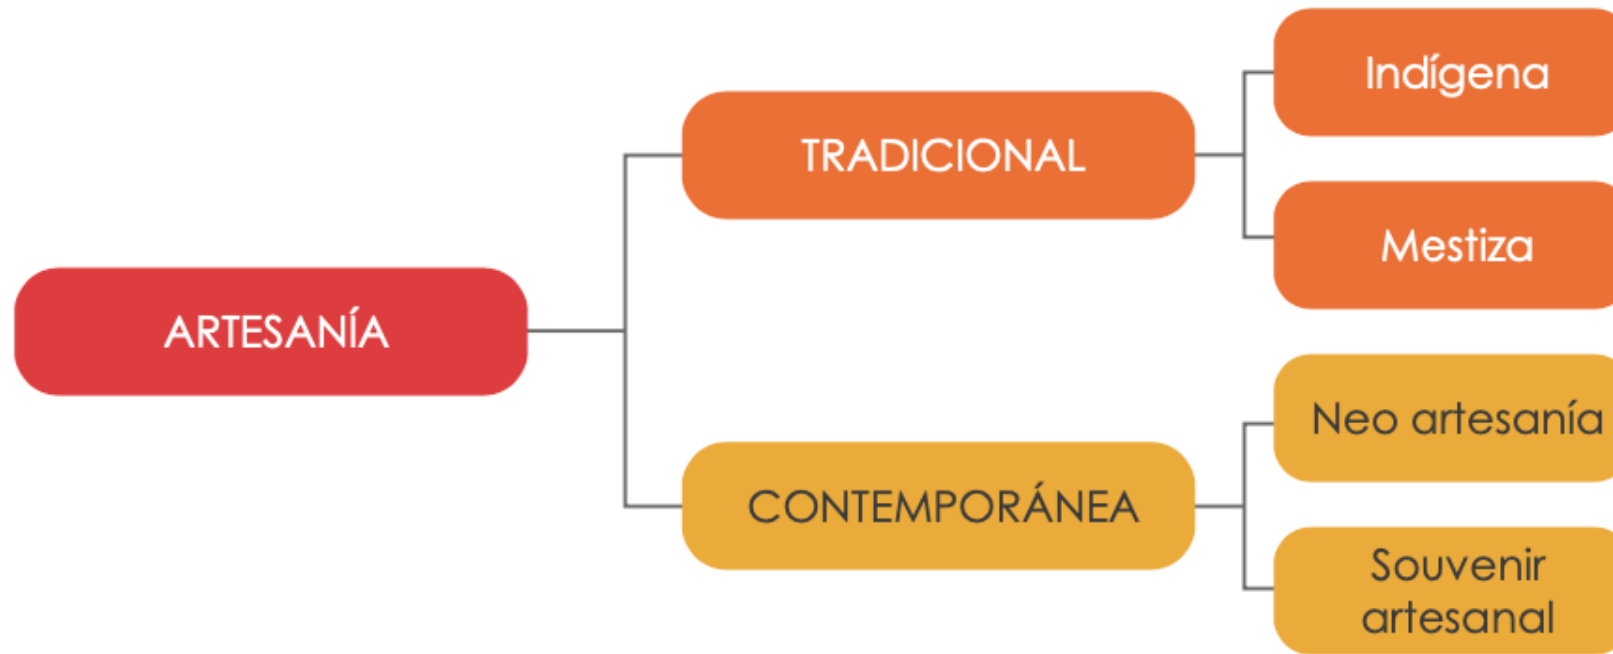 ARTESANÍA
TRADICIONAL
Indígena
Mestiza
CONTEMPORÁNEA
Neo artesanía
Souvenir
artesanal